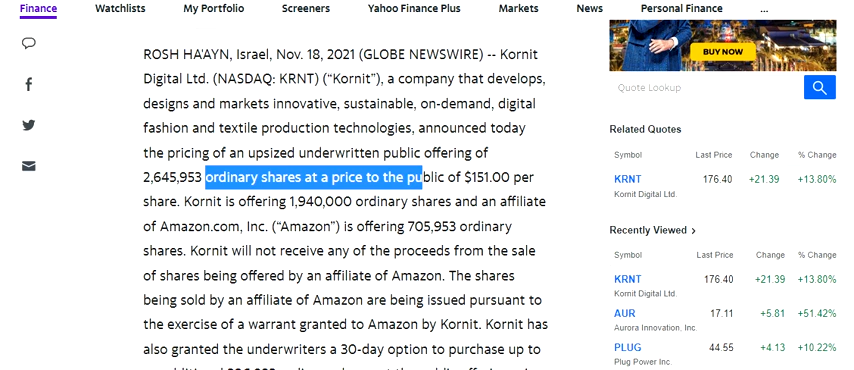 Finance Watchlists My Portfolio Screeners Yahoo Finance Plus Markets News Personal Finance ...
ROSH HA'AYN, Israel, Nov. 18, 2021 (GLOBE NEWSWIRE) -- Kornit
Digital Ltd. (NASDAQ: KRNT) (“Kornit”), a company that develops,
designs and markets innovative, sustainable, on-demand, digital
fashion and textile production technologies, announced today
the pricing of an upsized underwritten public offering of
2,645,953 ordinary shares at a price to the public of $151.00 per
share. Kornit is offering 1,940,000 ordinary shares and an affiliate
of Amazon.com, Inc. (“Amazon”) is offering 705,953 ordinary
shares. Kornit will not receive any of the proceeds from the sale
of shares being offered by an affiliate of Amazon. The shares
being sold by an affiliate of Amazon are being issued pursuant to
the exercise of a warrant granted to Amazon by Kornit. Kornit has
also granted the underwriters a 30-day option to purchase up to
BUY NOW
Quote Lookup
Related Quotes
Symbol Last Price Change % Change
KRNT 176.40 +21.39 +13.80%
Kornit Digital Ltd.
Recently Viewed >
Symbol Last Price Change % Change
KRNT 176.40 +21.39 +13.80%
Kornit Digital Ltd.
AUR 17.11 +5.81 +51.42%
Aurora Innovation, Inc.
PLUG 44.55 +4.13 +10.22%
Plug Power Inc.